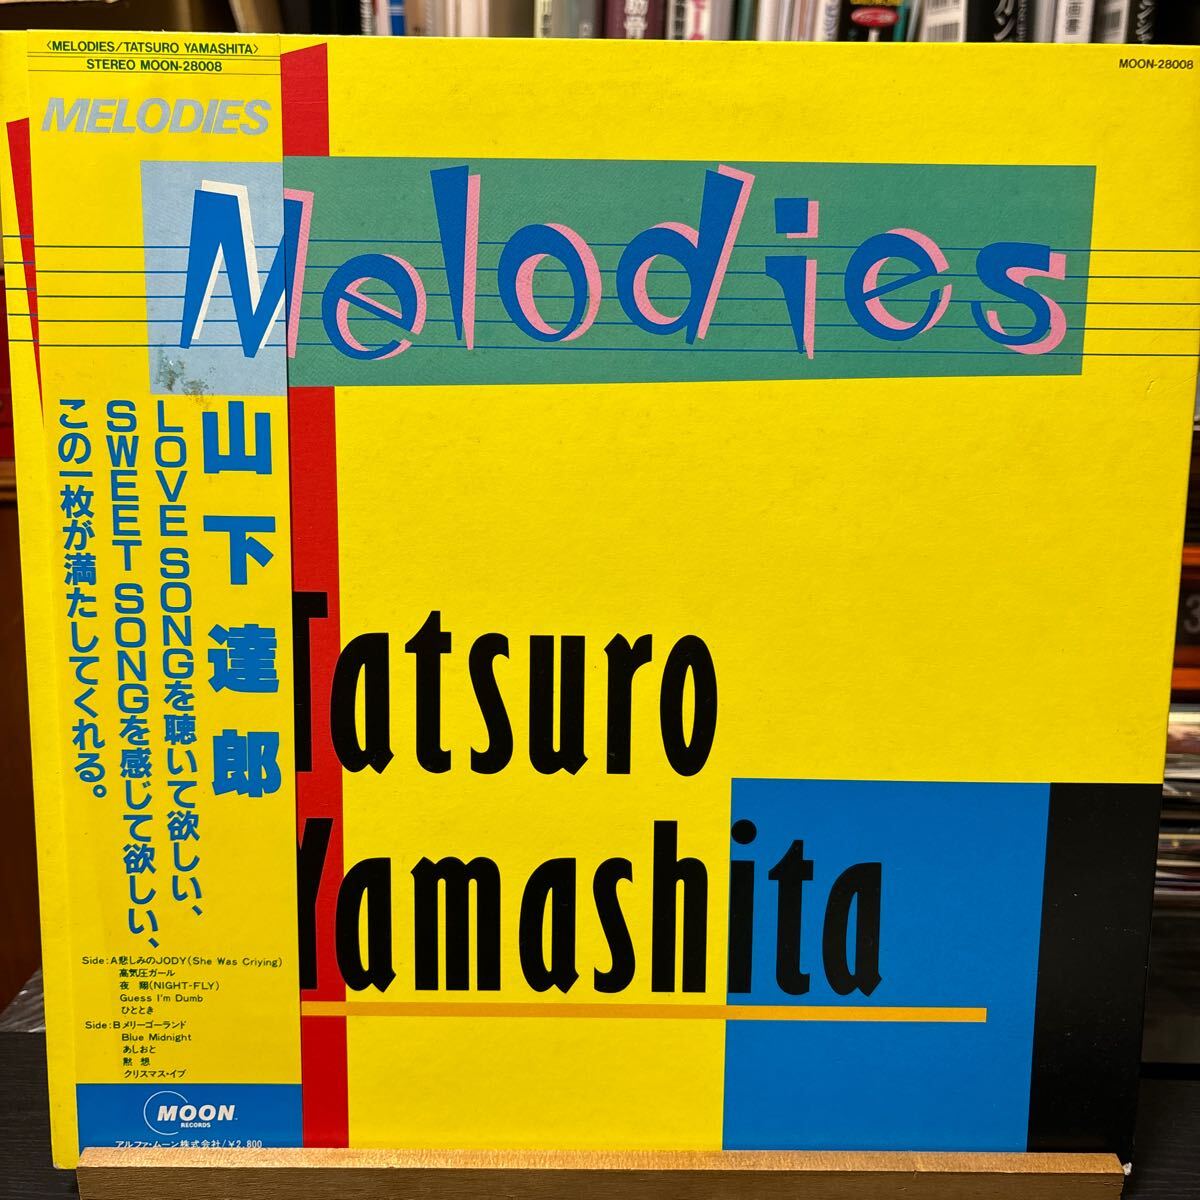 〈MELODIES/TATSURO YAMASHITA〉
STEREO MOON-28008
MELODIES
MOON-28008
Melodies
山下達郎
LOVE SONGを聴いて欲しい、
SWEET SONGを感じて欲しい、
この一枚が満たしてくれる。
Tatsuro
Yamashita
Side:A悲しみのJODY(She Was Criying)
高気圧ガール
夜翔(NIGHT-FLY)
Guess I'm Dumb
ひととき
Side:Bメリーゴーランド
Blue Midnight
あしおと
黙想
クリスマス・イブ
MOON
RECORDS
アルファ・ムーン株式会社/¥2,800